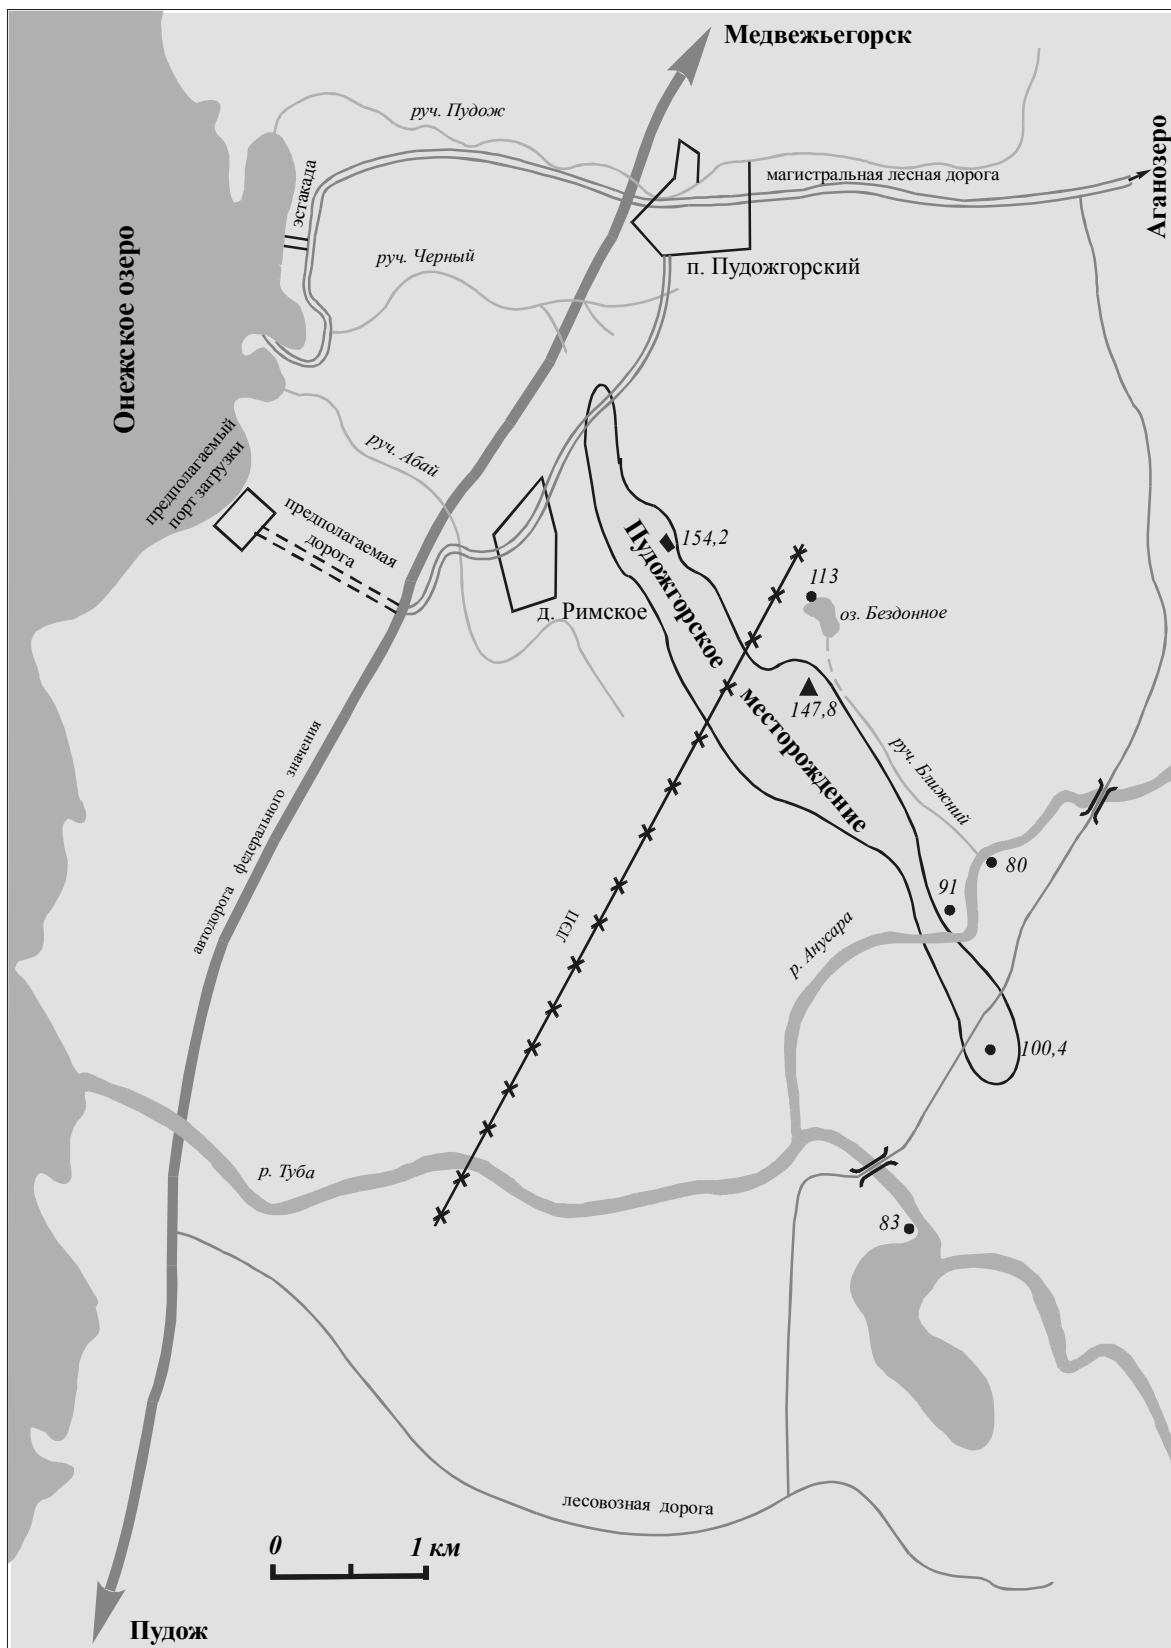 Медвежьегорск
руч. Пудож
эстакада
магистральная лесная дорога
Аганозеро
руч. Черный
п. Пудожгорский
Онежское озеро
предполагаемый
порт загрузки
руч. Абай
предполагаемая
дорога
154,2
Пудожгорское
месторождение
113
оз. Бездонное
д. Римское
147,8
руч. Ближний
автодорога федерального значения
80
91
ЛЭП
р. Анусара
100,4
р. Туба
83
лесовозная дорога
0 1 км
Пудож